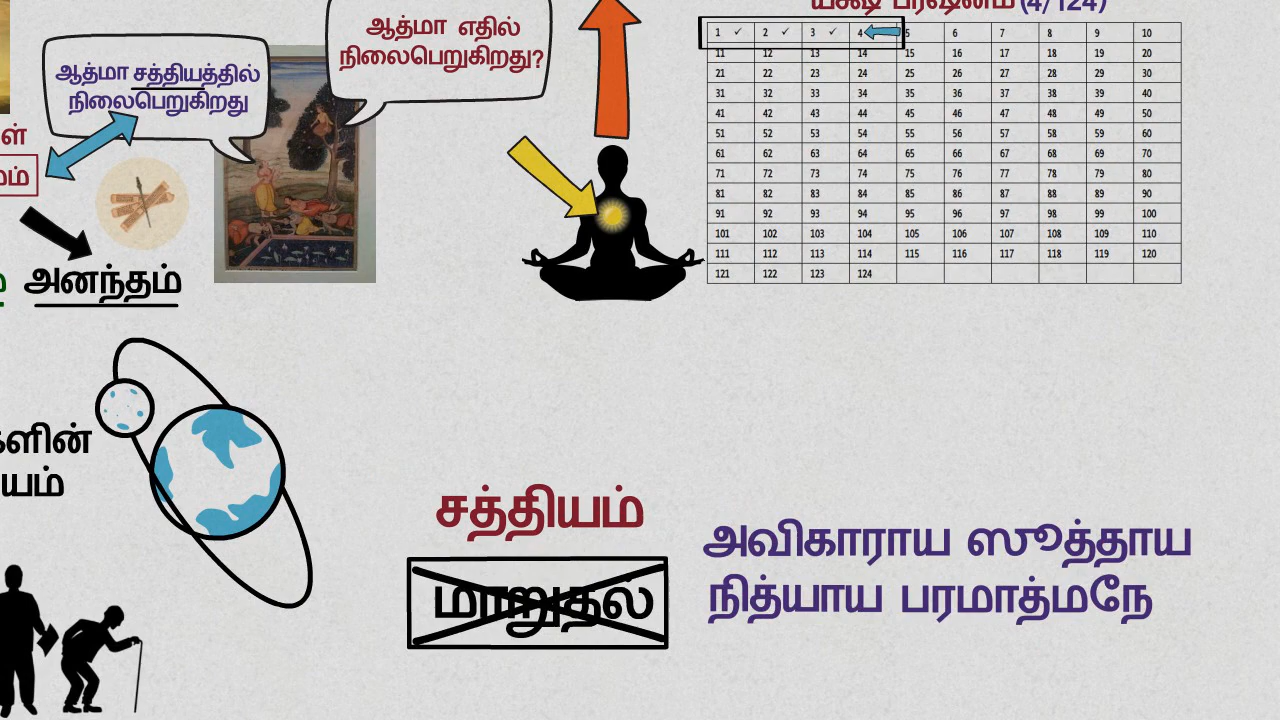 யக்ஷ பரஷ்னம் (4/124)
ஆத்மா எதில்
நிலைபெறுகிறது?
ஆத்மா சத்தியத்தில்
நிலைபெறுகிறது
அனந்தம்
1 ✓ 2 ✓ 3 ✓ 4 5 6 7 8 9 10
11 12 13 14 15 16 17 18 19 20
21 22 23 24 25 26 27 28 29 30
31 32 33 34 35 36 37 38 39 40
41 42 43 44 45 46 47 48 49 50
51 52 53 54 55 56 57 58 59 60
61 62 63 64 65 66 67 68 69 70
71 72 73 74 75 76 77 78 79 80
81 82 83 84 85 86 87 88 89 90
91 92 93 94 95 96 97 98 99 100
101 102 103 104 105 106 107 108 109 110
111 112 113 114 115 116 117 118 119 120
121 122 123 124
சத்தியம்
மாறுதல்
அவிகாராய ஸூத்தாய
நித்யாய பரமாத்மநே